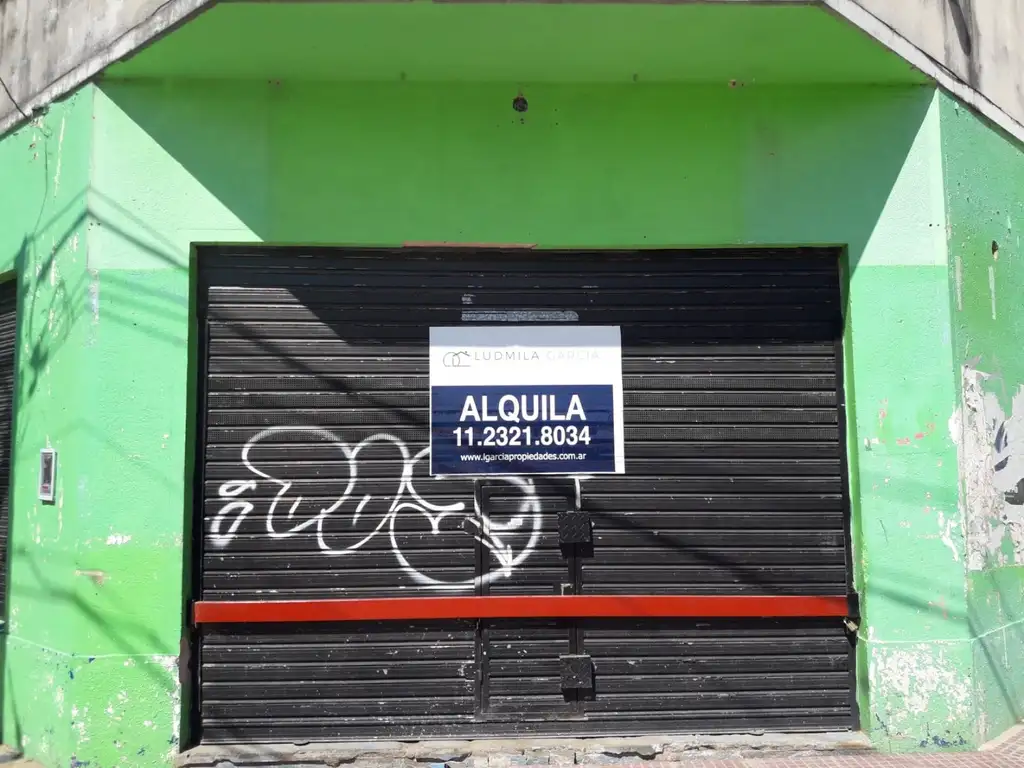 LUDMILA GARCIA
ALQUILA
11.2321.8034
www.lgarciapropiedades.com.ar